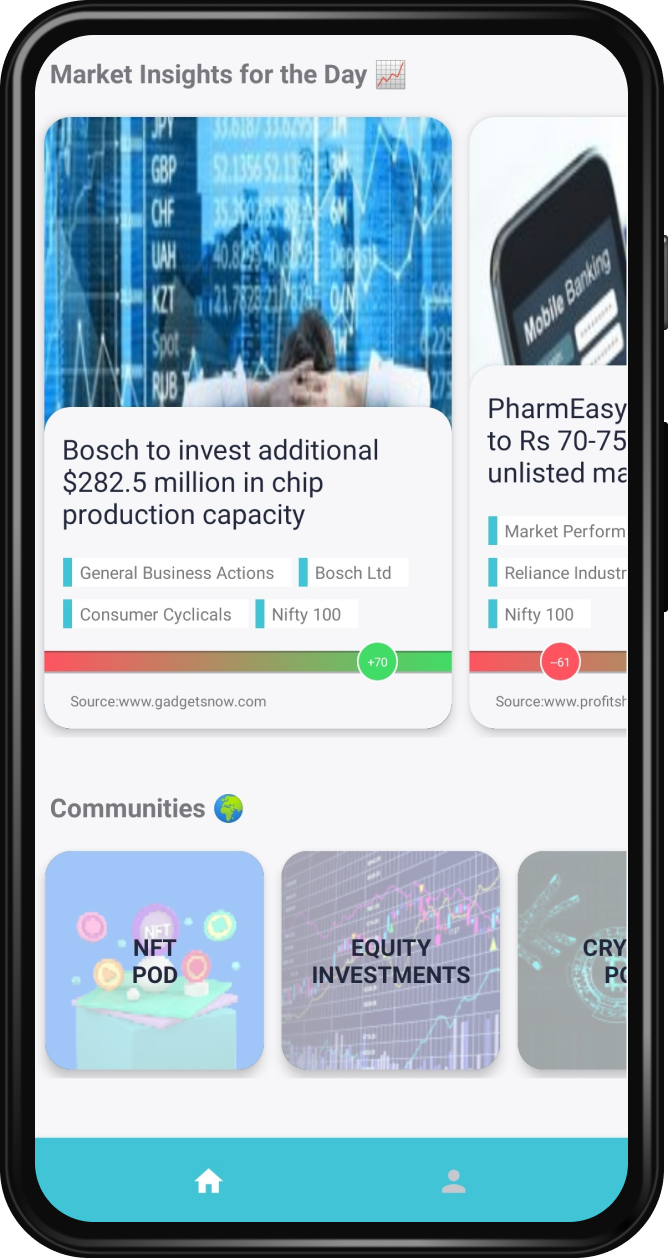 Market Insights for the Day
JPY
GBP
CHF
UAH
KZT
Spot
RUB
6M
O/N
Mobile Banking
Bosch to invest additional
$282.5 million in chip
production capacity
General Business Actions
Bosch Ltd
Consumer Cyclicals
Nifty 100
+70
Source:www.gadgetsnow.com
PharmEasy
to Rs 70-75
unlisted ma
Market Perform
Reliance Industr
Nifty 100
–61
Source:www.profitsh
Communities
NFT
NFT
POD
EQUITY
INVESTMENTS
CRY
PO